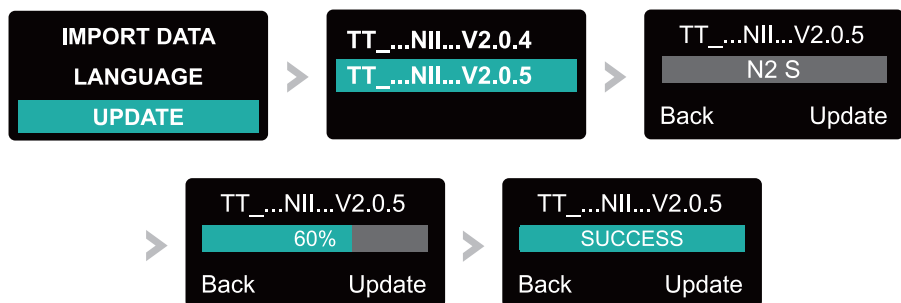 IMPORT DATA
LANGUAGE
UPDATE
TT_...NII...V2.0.4
TT_...NII...V2.0.5
TT_...NII...V2.0.5
N2 S
Back Update
TT_...NII...V2.0.5
60%
Back Update
TT_...NII...V2.0.5
SUCCESS
Back Update